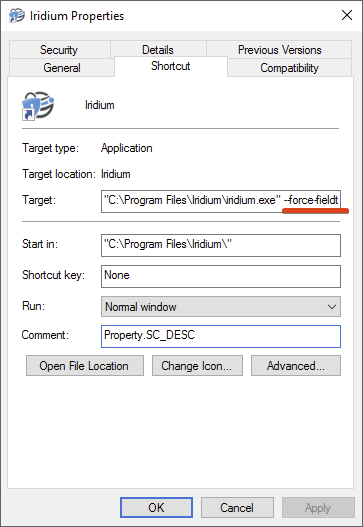 Iridium Properties
Security Details Previous Versions
General Shortcut Compatibility
Iridium
Target type: Application
Target location: Iridium
Target: "C:\Program Files\Iridium\iridium.exe" --force-fieldt
Start in: "C:\Program Files\Iridium\"
Shortcut key: None
Run: Normal window
Comment: Property.SC_DESC
Open File Location Change Icon... Advanced...
OK Cancel Apply